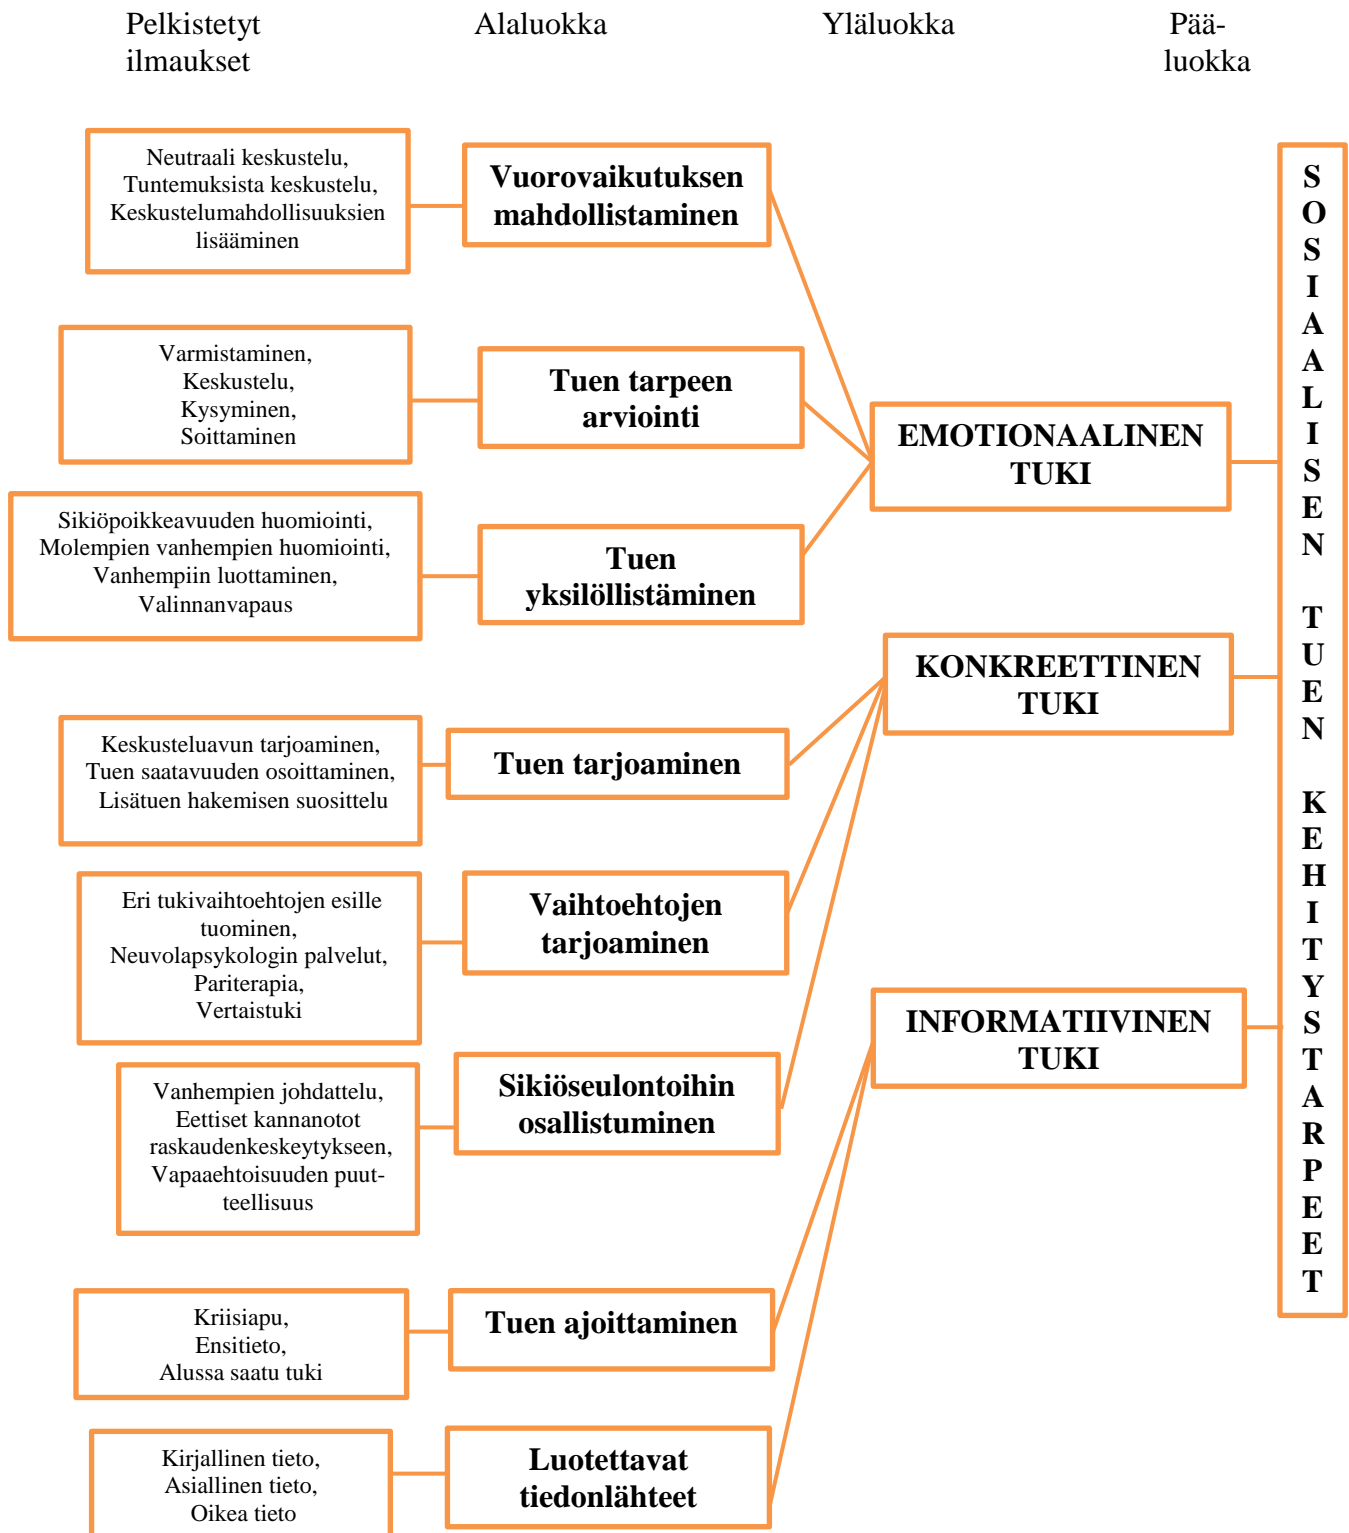 Pelkistetyt
ilmaukset
Alaluokka
Yläluokka
Pää-
luokka
Neutraali keskustelu,
Tuntemuksista keskustelu,
Keskustelumahdollisuuksien
lisääminen
Vuorovaikutuksen
mahdollistaminen
Varmistaminen,
Keskustelu,
Kysyminen,
Soittaminen
Tuen tarpeen
arviointi
Sikiöpoikkeavuuden huomiointi,
Molempien vanhempien huomiointi,
Vanhempiin luottaminen,
Valinnanvapaus
Tuen
yksilöllistäminen
EMOTIONAALINEN
TUKI
Keskusteluavun tarjoaminen,
Tuen saatavuuden osoittaminen,
Lisätuen hakemisen suosittelu
Tuen tarjoaminen
Eri tukivaihtoehtojen esille
tuominen,
Neuvolapsykologin palvelut,
Pariterapia,
Vertaistuki
Vaihtoehtojen
tarjoaminen
Vanhempien johdattelu,
Eettiset kannanotot
raskaudenkeskeytykseen,
Vapaaehtoisuuden puut-
teellisuus
Sikiöseulontoihin
osallistuminen
KONKREETTINEN
TUKI
Kriisiapu,
Ensitieto,
Alussa saatu tuki
Tuen ajoittaminen
Kirjallinen tieto,
Asiallinen tieto,
Oikea tieto
Luotettavat
tiedonlähteet
INFORMATIIVINEN
TUKI
SOSIAALISEN TUEN KEHITYSTARPEET